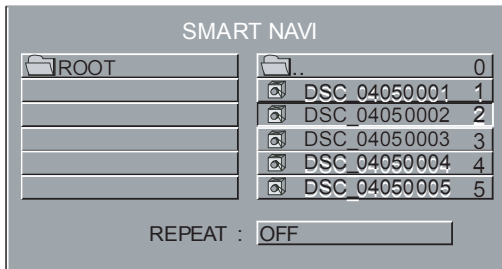 SMART NAVI
ROOT
.. 0
DSC_04050001 1
DSC_04050002 2
DSC_04050003 3
DSC_04050004 4
DSC_04050005 5
REPEAT : OFF